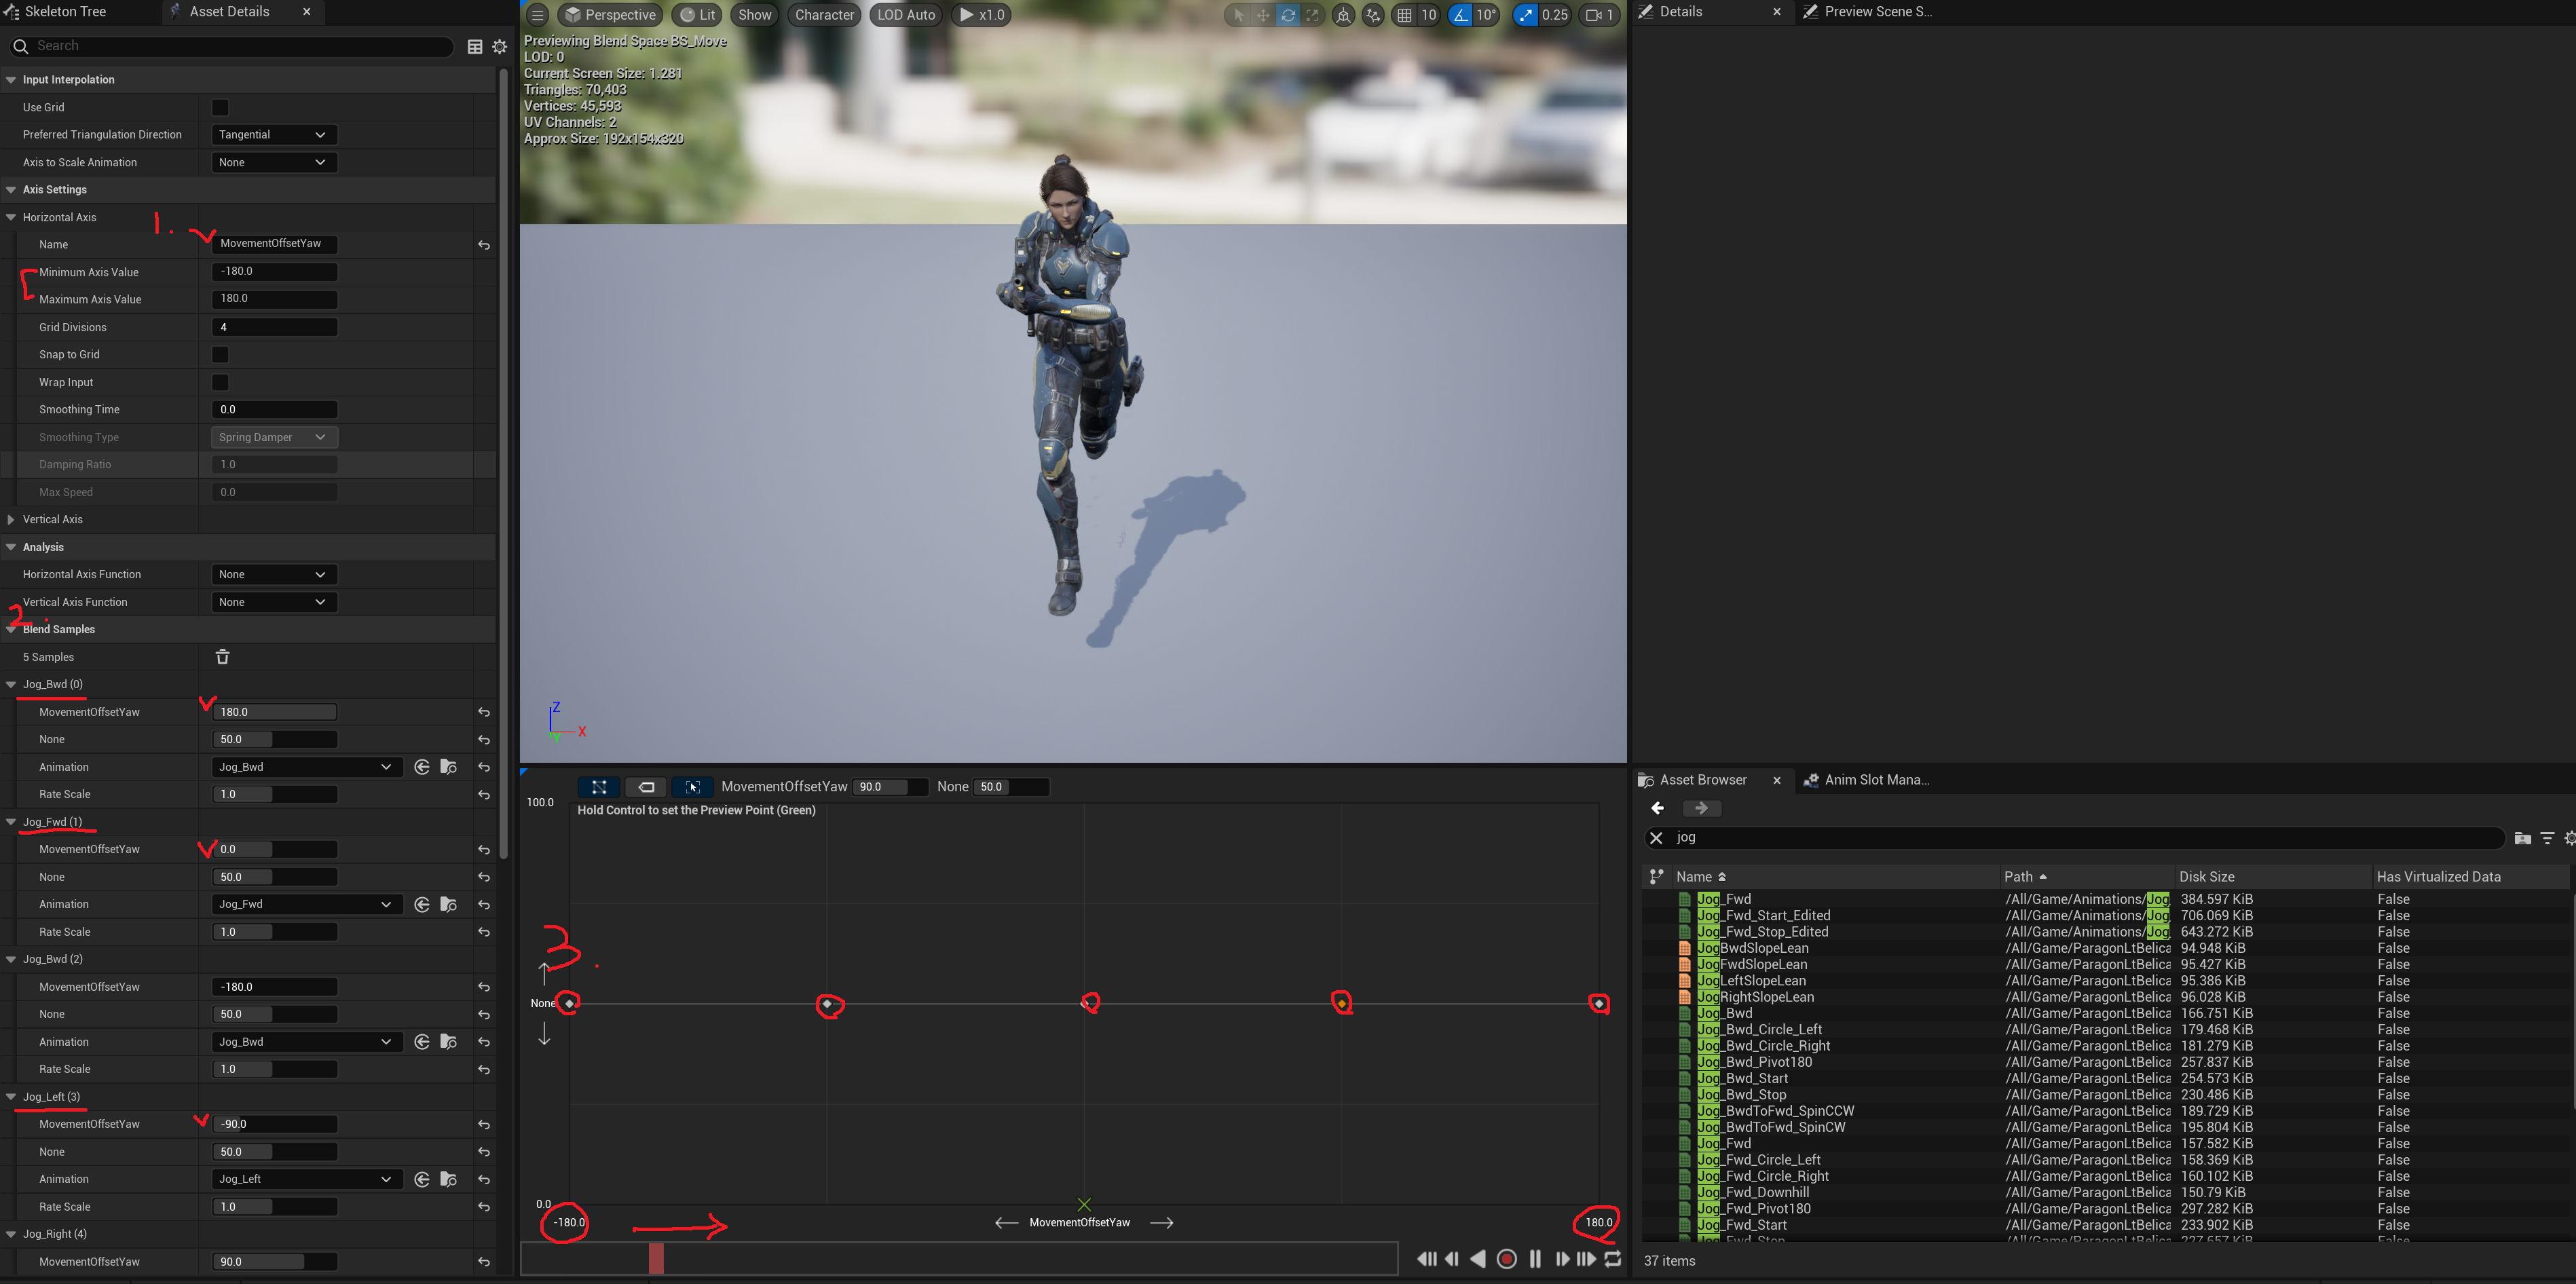 Skeleton Tree
Asset Details
Search
Input Interpolation
Use Grid
Preferred Triangulation Direction Tangential
Axis to Scale Animation None
Axis Settings
Horizontal Axis 1.
Name MovementOffsetYaw
Minimum Axis Value -180.0
Maximum Axis Value 180.0
Grid Divisions 4
Snap to Grid
Wrap Input
Smoothing Time 0.0
Smoothing Type Spring Damper
Damping Ratio 1.0
Max Speed 0.0
Vertical Axis
Analysis
Horizontal Axis Function None
Vertical Axis Function None
2.
Blend Samples
5 Samples
Jog_Bwd (0)
MovementOffsetYaw 180.0
None 50.0
Animation Jog_Bwd
Rate Scale 1.0
Jog_Fwd (1)
MovementOffsetYaw 0.0
None 50.0
Animation Jog_Fwd
Rate Scale 1.0
Jog_Bwd (2)
MovementOffsetYaw -180.0
None 50.0
Animation Jog_Bwd
Rate Scale 1.0
Jog_Left (3)
MovementOffsetYaw -90.0
None 50.0
Animation Jog_Left
Rate Scale 1.0
Jog_Right (4)
MovementOffsetYaw 90.0
Perspective Lit Show Character LOD Auto x1.0 10 10° 0.25 1
Previewing Blend Space BS_Move
LOD: 0
Current Screen Size: 1.281
Triangles: 70,403
Vertices: 45,593
UV Channels: 2
Approx Size: 192x154x320
Z
X
Y
MovementOffsetYaw 90.0 None 50.0
100.0
Hold Control to set the Preview Point (Green)
3.
None
0.0
-180.0 MovementOffsetYaw 180.0
Details
Preview Scene S...
Asset Browser
Anim Slot Mana...
jog
Name Path Disk Size Has Virtualized Data
Jog_Fwd /All/Game/Animations/Jog 384.597 KiB False
Jog_Fwd_Start_Edited /All/Game/Animations/Jog 706.069 KiB False
Jog_Fwd_Stop_Edited /All/Game/Animations/Jog 643.272 KiB False
JogBwdSlopeLean /All/Game/ParagonLtBelica 94.948 KiB False
JogFwdSlopeLean /All/Game/ParagonLtBelica 95.427 KiB False
JogLeftSlopeLean /All/Game/ParagonLtBelica 95.386 KiB False
JogRightSlopeLean /All/Game/ParagonLtBelica 96.028 KiB False
Jog_Bwd /All/Game/ParagonLtBelica 166.751 KiB False
Jog_Bwd_Circle_Left /All/Game/ParagonLtBelica 179.468 KiB False
Jog_Bwd_Circle_Right /All/Game/ParagonLtBelica 181.279 KiB False
Jog_Bwd_Pivot180 /All/Game/ParagonLtBelica 257.837 KiB False
Jog_Bwd_Start /All/Game/ParagonLtBelica 254.573 KiB False
Jog_Bwd_Stop /All/Game/ParagonLtBelica 230.486 KiB False
Jog_BwdToFwd_SpinCCW /All/Game/ParagonLtBelica 189.729 KiB False
Jog_BwdToFwd_SpinCW /All/Game/ParagonLtBelica 195.804 KiB False
Jog_Fwd /All/Game/ParagonLtBelica 157.582 KiB False
Jog_Fwd_Circle_Left /All/Game/ParagonLtBelica 158.369 KiB False
Jog_Fwd_Circle_Right /All/Game/ParagonLtBelica 160.102 KiB False
Jog_Fwd_Downhill /All/Game/ParagonLtBelica 150.79 KiB False
Jog_Fwd_Pivot180 /All/Game/ParagonLtBelica 297.282 KiB False
Jog_Fwd_Start /All/Game/ParagonLtBelica 233.902 KiB False
Jog_Fwd_Stop /All/Game/ParagonLtBelica 227.657 KiB False
37 items